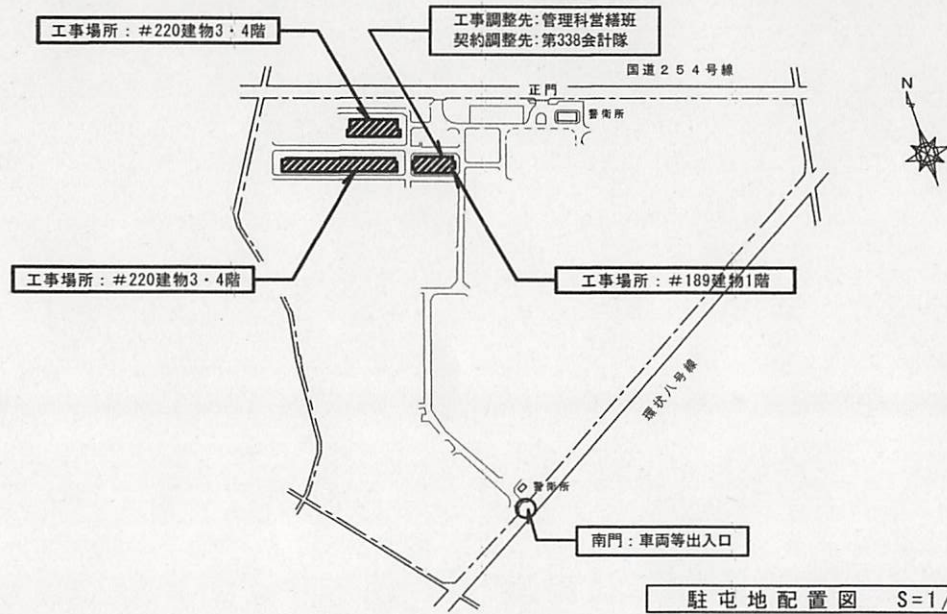 工事場所：＃220建物3・4階
工事調整先：管理科営繕班
契約調整先：第338会計隊
国道２５４号線
正門
警衛所
N
工事場所：＃220建物3・4階
工事場所：＃189建物1階
環状八号線
警衛所
南門：車両等出入口
駐屯地配置図 S=1/